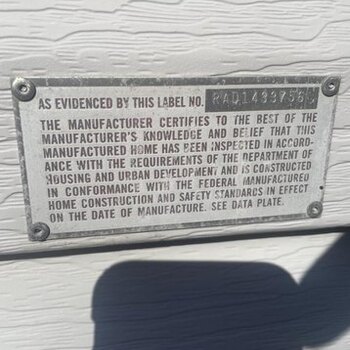 AS EVIDENCED BY THIS LABEL NO. RAD1433756
THE MANUFACTURER CERTIFIES TO THE BEST OF THE
MANUFACTURER'S KNOWLEDGE AND BELIEF THAT THIS
MANUFACTURED HOME HAS BEEN INSPECTED IN ACCORD-
ANCE WITH THE REQUIREMENTS OF THE DEPARTMENT OF
HOUSING AND URBAN DEVELOPMENT AND IS CONSTRUCTED
IN CONFORMANCE WITH THE FEDERAL MANUFACTURED
HOME CONSTRUCTION AND SAFETY STANDARDS IN EFFECT
ON THE DATE OF MANUFACTURE. SEE DATA PLATE.